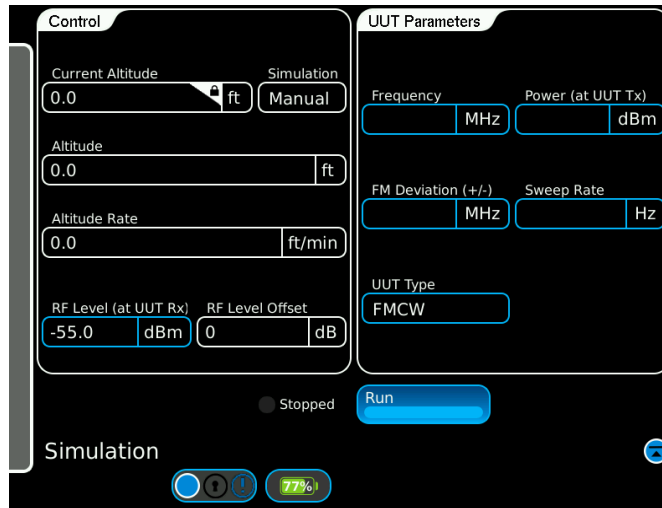 Control
Current Altitude
Simulation
0.0
ft
Manual
Altitude
0.0
ft
Altitude Rate
0.0
ft/min
RF Level (at UUT Rx)
RF Level Offset
-55.0
dBm
0
dB
UUT Parameters
Frequency
Power (at UUT Tx)
MHz
dBm
FM Deviation (+/-)
Sweep Rate
MHz
Hz
UUT Type
FMCW
Stopped
Run
Simulation
77%